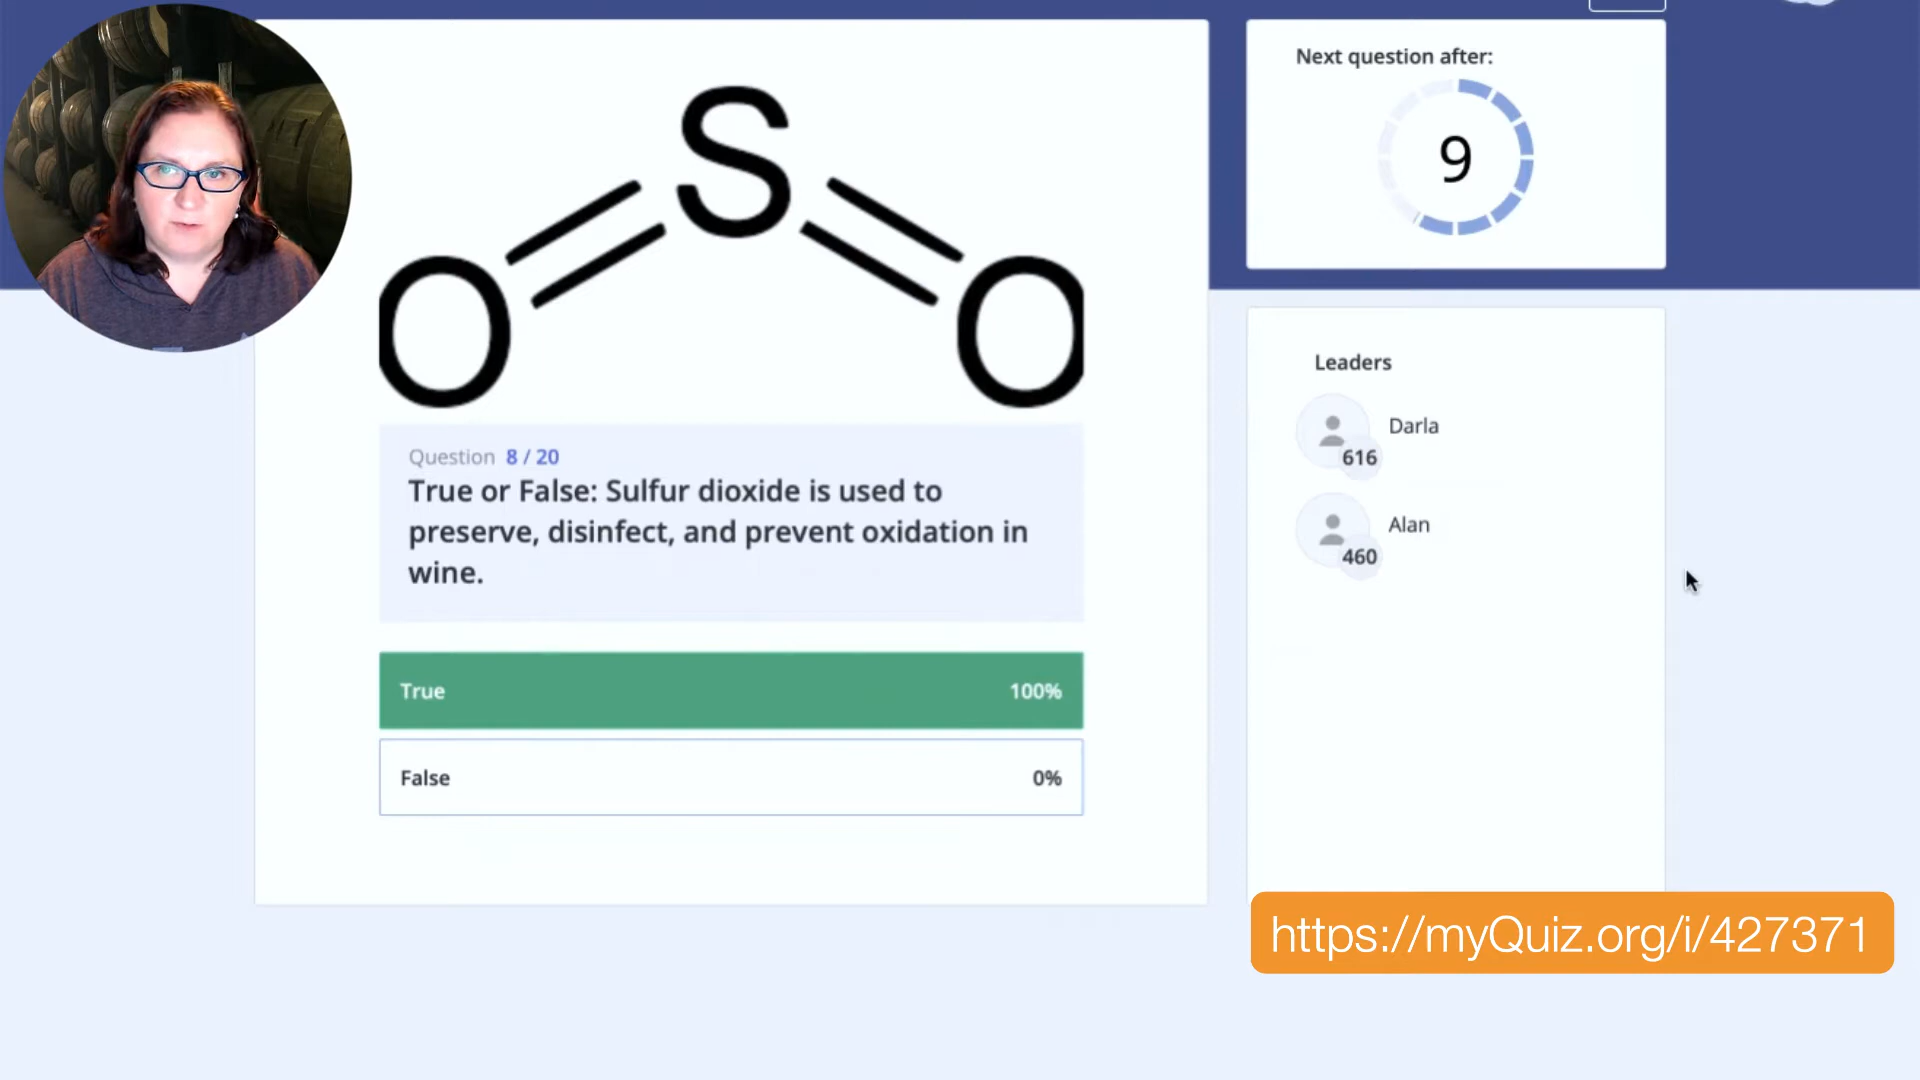 S
O
O
Question 8 / 20
True or False: Sulfur dioxide is used to
preserve, disinfect, and prevent oxidation in
wine.
True 100%
False 0%
Next question after:
9
Leaders
Darla
616
Alan
460
https://myQuiz.org/i/427371